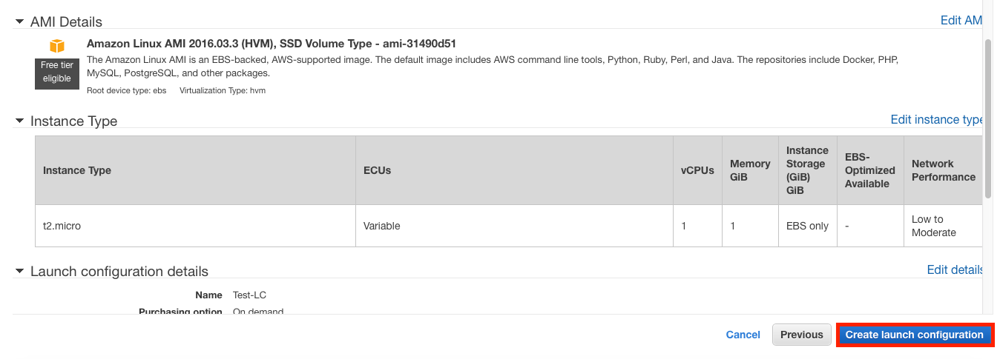 AMI Details
Edit AM
Free tier
eligible
Amazon Linux AMI 2016.03.3 (HVM), SSD Volume Type - ami-31490d51
The Amazon Linux AMI is an EBS-backed, AWS-supported image. The default image includes AWS command line tools, Python, Ruby, Perl, and Java. The repositories include Docker, PHP,
MySQL, PostgreSQL, and other packages.
Root device type: ebs Virtualization Type: hvm
Instance Type
Edit instance type
Instance Type
ECUs
vCPUs
Memory
GiB
Instance
Storage
(GiB)
GiB
EBS-
Optimized
Available
Network
Performance
t2.micro
Variable
1
1
EBS only
-
Low to
Moderate
Launch configuration details
Edit details
Name Test-LC
Purchasing option On demand
Cancel
Previous
Create launch configuration